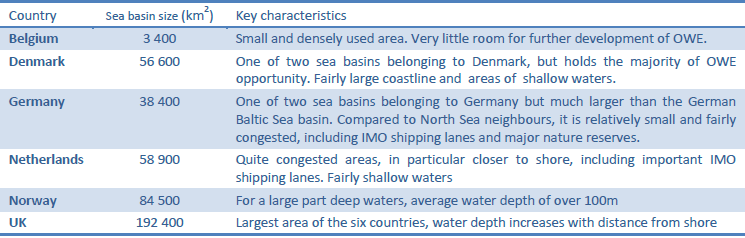 Country Sea basin size (km2) Key characteristics
Belgium 3 400 Small and densely used area. Very little room for further development of OWE.
Denmark 56 600 One of two sea basins belonging to Denmark, but holds the majority of OWE
opportunity. Fairly large coastline and areas of shallow waters.
Germany 38 400 One of two sea basins belonging to Germany but much larger than the German
Baltic Sea basin. Compared to North Sea neighbours, it is relatively small and fairly
congested, including IMO shipping lanes and major nature reserves.
Netherlands 58 900 Quite congested areas, in particular closer to shore, including important IMO
shipping lanes. Fairly shallow waters
Norway 84 500 For a large part deep waters, average water depth of over 100m
UK 192 400 Largest area of the six countries, water depth increases with distance from shore